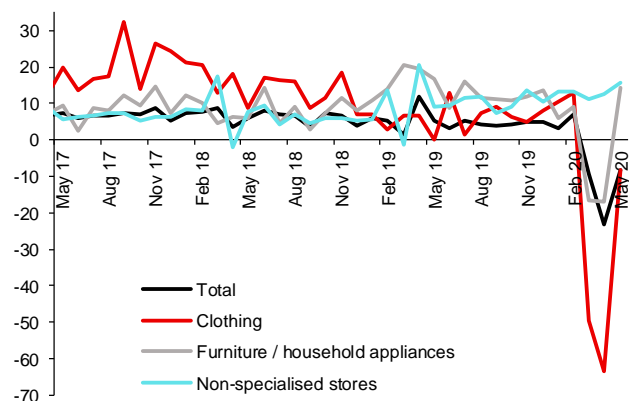 30
20
10
0
-10
-20
-30
-40
-50
-60
-70
May 17
Aug 17
Nov 17
Feb 18
May 18
Aug 18
Nov 18
Feb 19
May 19
Aug 19
Nov 19
Feb 20
May 20
Total
Clothing
Furniture / household appliances
Non-specialised stores